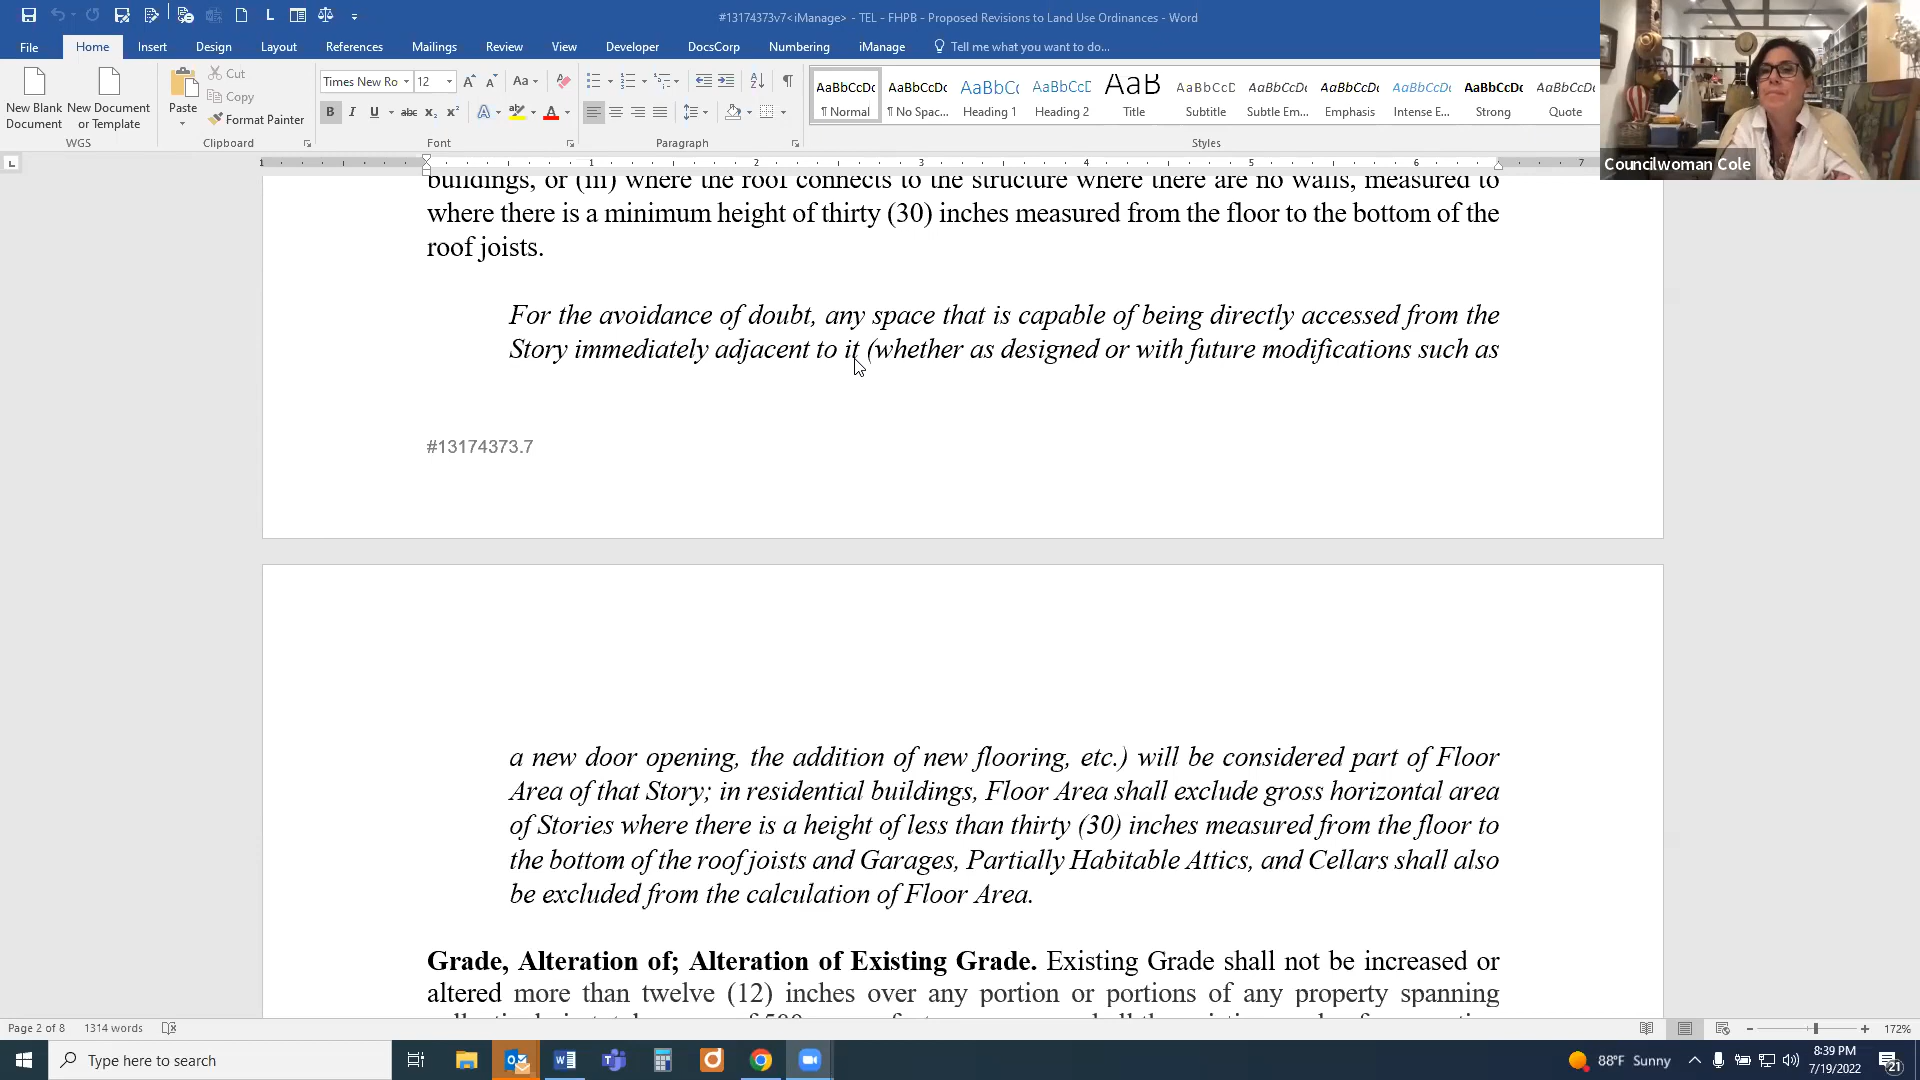 #13174373v7<iManage> - TEL - FHPB - Proposed Revisions to Land Use Ordinances - Word
File Home Insert Design Layout References Mailings Review View Developer DocsCorp Numbering iManage Tell me what you want to do...
New Blank Document
New Document or Template
WGS
Paste
Cut
Copy
Format Painter
Clipboard
Times New Ro 12
Font
Paragraph
AaBbCcDc ¶ Normal
AaBbCcDc ¶ No Spac...
AaBbC( Heading 1
AaBbCcD Heading 2
AaB Title
AaBbCcD Subtitle
AaBbCcDc Subtle Em...
AaBbCcDc Emphasis
AaBbCcDc Intense E...
AaBbCcDc Strong
AaBbCcDc Quote
Styles
Councilwoman Cole
1 1 2 3 4 5 6 7
buildings, or (iii) where the roof connects to the structure where there are no walls, measured to
where there is a minimum height of thirty (30) inches measured from the floor to the bottom of the
roof joists.
For the avoidance of doubt, any space that is capable of being directly accessed from the
Story immediately adjacent to it (whether as designed or with future modifications such as
#13174373.7
a new door opening, the addition of new flooring, etc.) will be considered part of Floor
Area of that Story; in residential buildings, Floor Area shall exclude gross horizontal area
of Stories where there is a height of less than thirty (30) inches measured from the floor to
the bottom of the roof joists and Garages, Partially Habitable Attics, and Cellars shall also
be excluded from the calculation of Floor Area.
Grade, Alteration of; Alteration of Existing Grade. Existing Grade shall not be increased or
altered more than twelve (12) inches over any portion or portions of any property spanning
Page 2 of 8 1314 words 172%
Type here to search
88°F Sunny
8:39 PM
7/19/2022
21